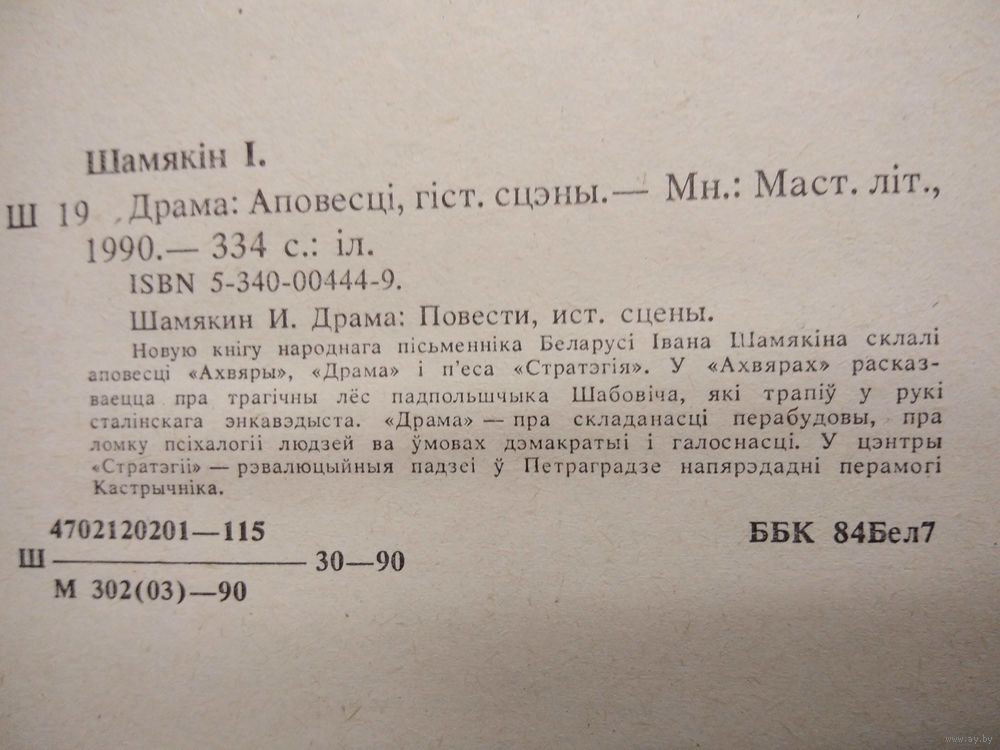 Шамякін І.
Ш 19 Драма: Аповесці, гіст. сцэны.— Мн.: Маст. літ.,
1990.— 334 с.: іл.
ISBN 5-340-00444-9.
Шамякин И. Драма: Повести, ист. сцены.
Новую кнігу народнага пісьменніка Беларусі Івана Шамякіна склалі
аповесці «Ахвяры», «Драма» і п'еса «Стратэгія». У «Ахвярах» расказ-
ваецца пра трагічны лёс падпольшчыка Шабовіча, які трапіў у рукі
сталінскага энкавэдыста. «Драма» — пра складанасці перабудовы, пра
ломку псіхалогіі людзей ва ўмовах дэмакратыі і галоснасці. У цэнтры
«Стратэгіі» — рэвалюцыйныя падзеі ў Петраградзе напярэдадні перамогі
Кастрычніка.
4702120201—115
Ш ———— 30—90
М 302(03)—90
ББК 84Бел7
www.ay.by